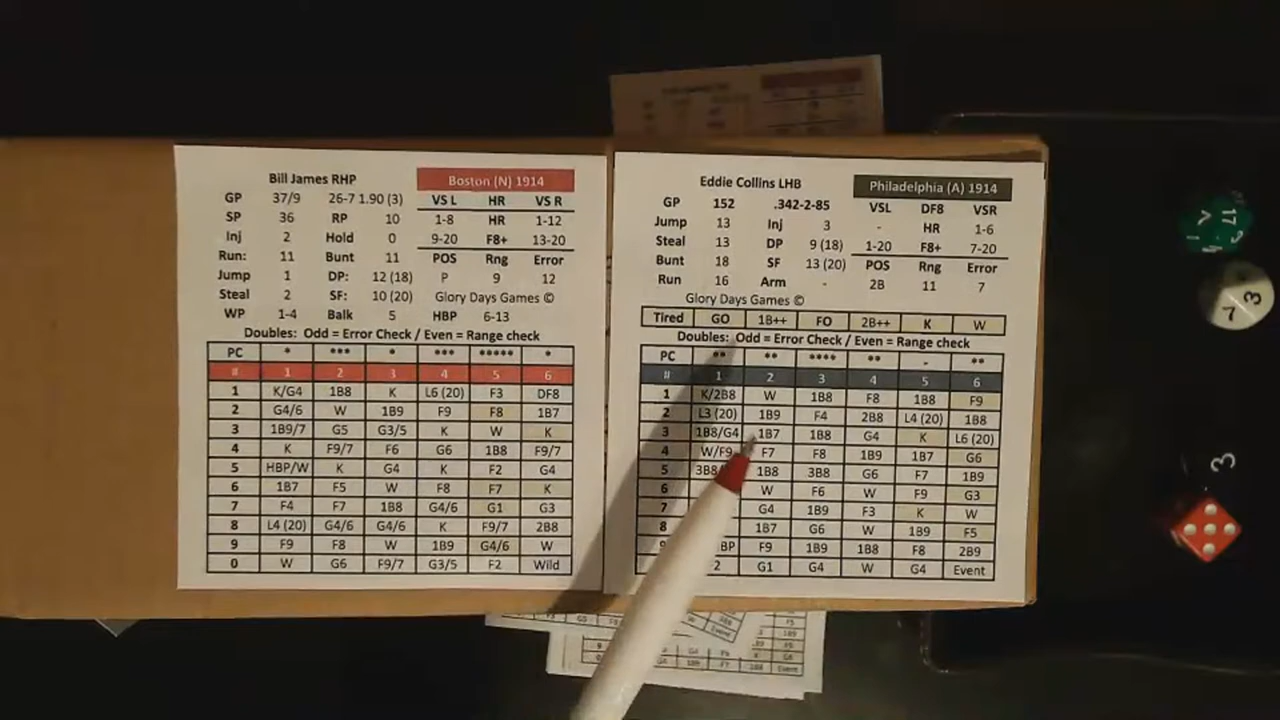 Bill James RHP Boston (N) 1914
GP 37/9 26-7 1.90 (3) VS L HR VS R
SP 36 RP 10 1-8 HR 1-12
Inj 2 Hold 0 9-20 F8+ 13-20
Run: 11 Bunt 11 POS Rng Error
Jump 1 DP: 12 (18) P 9 12
Steal 2 SF: 10 (20) Glory Days Games ©
WP 1-4 Balk 5 HBP 6-13
Doubles: Odd = Error Check / Even = Range check
PC * *** * *** ***** *
# 1 2 3 4 5 6
1 K/G4 1B8 K L6 (20) F3 DF8
2 G4/6 W 1B9 F9 F8 1B7
3 1B9/7 G5 G3/5 K W K
4 K F9/7 F6 G6 1B8 F9/7
5 HBP/W K G4 K F2 G4
6 1B7 F5 W F8 F7 K
7 F4 F7 1B8 G4/6 G1 G3
8 L4 (20) G4/6 G4/6 K F9/7 2B8
9 F9 F8 W 1B9 G4/6 W
0 W G6 F9/7 G3/5 F2 Wild
Eddie Collins LHB Philadelphia (A) 1914
GP 152 .342-2-85 VSL DF8 VSR
Jump 13 Inj 3 - HR 1-6
Steal 13 DP 9 (18) 1-20 F8+ 7-20
Bunt 18 SF 13 (20) POS Rng Error
Run 16 Arm - 2B 11 7
Glory Days Games ©
Tired GO 1B++ FO 2B++ K W
Doubles: Odd = Error Check / Even = Range check
PC ** ** **** ** - **
# 1 2 3 4 5 6
1 K/2B8 W 1B8 F8 1B8 F9
2 L3 (20) 1B9 F4 2B8 L4 (20) 1B8
3 1B8/G4 1B7 1B8 G4 K L6 (20)
4 W/F9 F7 F8 1B9 1B7 G6
5 3B8/ 1B8 3B8 G6 F7 1B9
6 W F6 W F9 G3
7 G4 1B9 F3 K W
8 1B7 G6 W 1B9 F5
9 BP F9 1B9 1B8 F8 2B9
0 2 G1 G4 W G4 Event
17
3
7
3